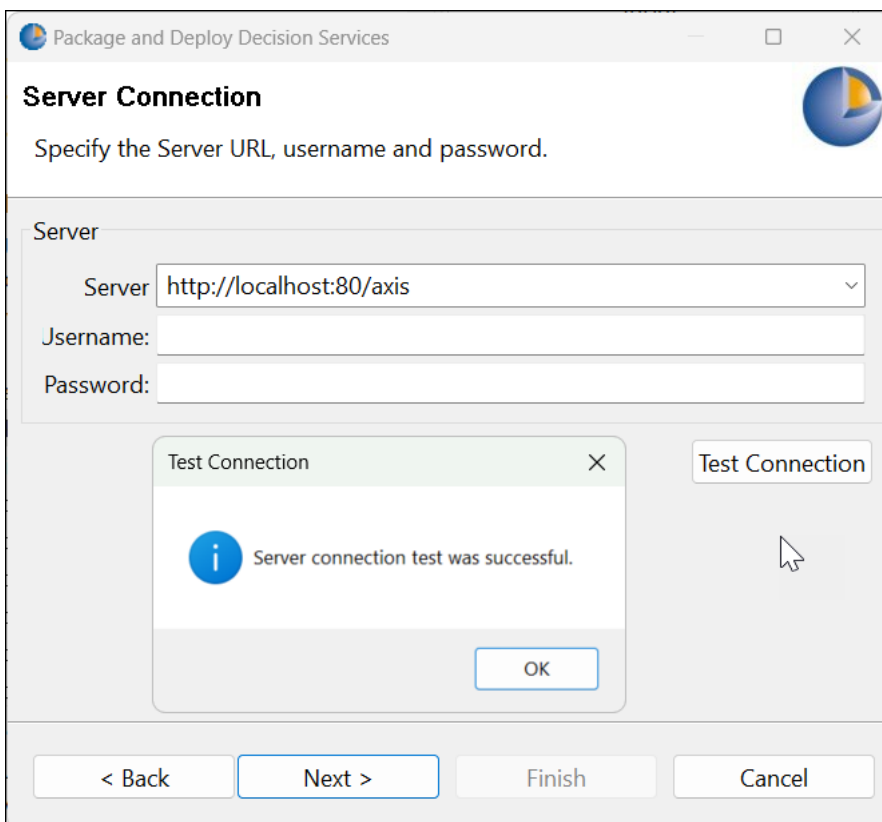 Package and Deploy Decision Services
Server Connection
Specify the Server URL, username and password.
Server
Server http://localhost:80/axis
Username:
Password:
Test Connection
Test Connection
Server connection test was successful.
OK
< Back Next > Finish Cancel